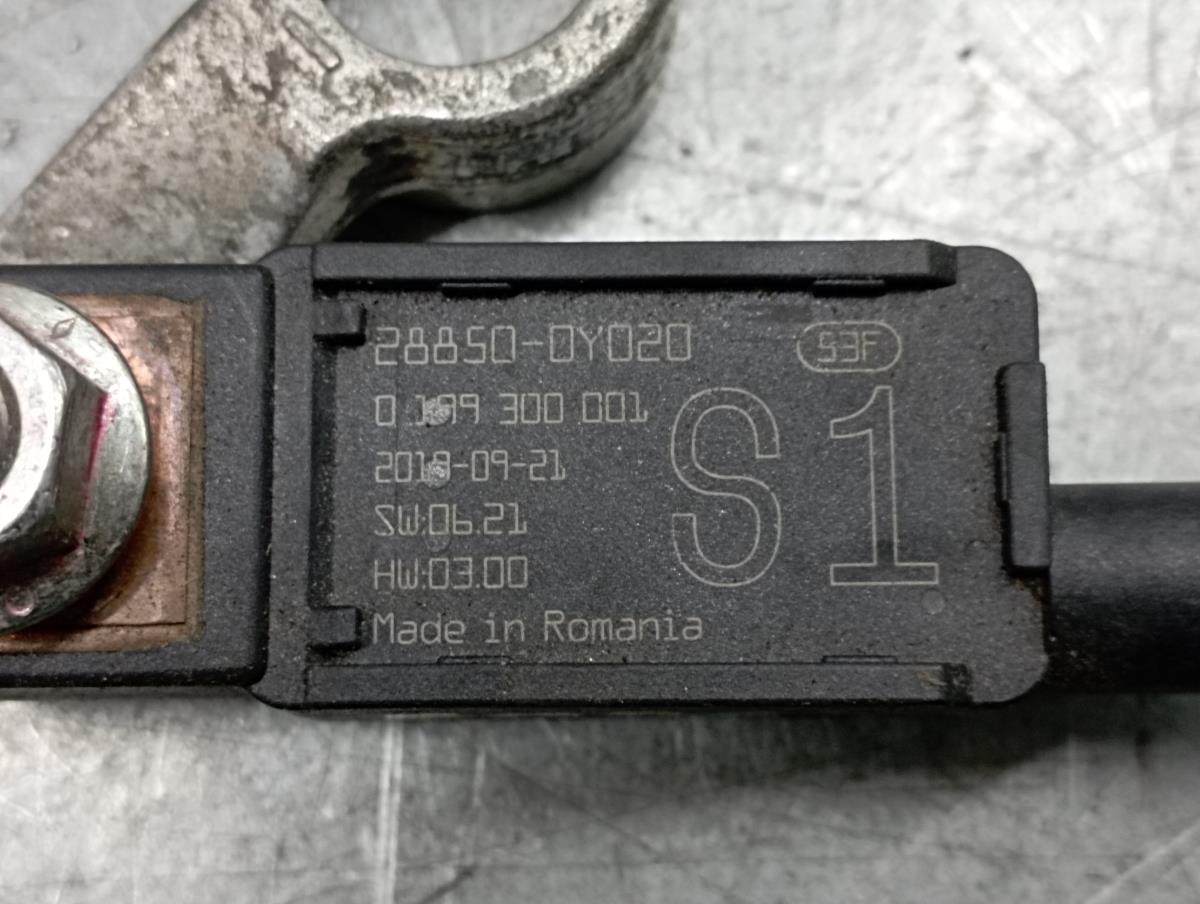 28850-0Y020
S3F
0 199 300 001
S1
2018-09-21
SW:06.21
HW:03.00
Made in Romania